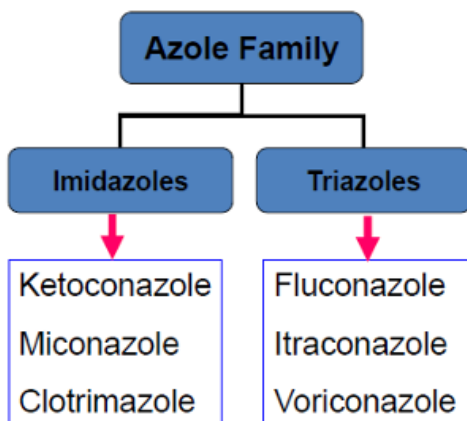 Azole Family
Imidazoles
Triazoles
Ketoconazole
Miconazole
Clotrimazole
Fluconazole
Itraconazole
Voriconazole